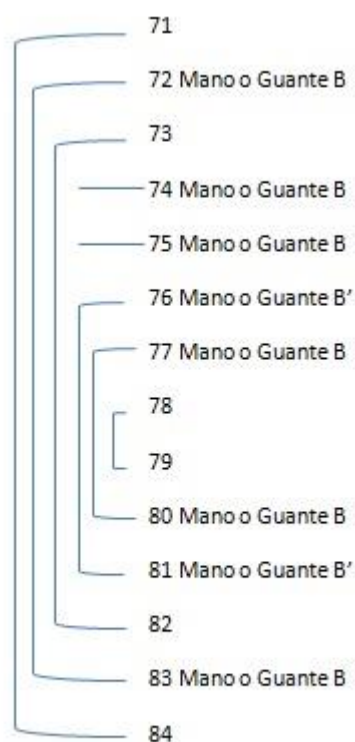 71
72 Mano o Guante B
73
74 Mano o Guante B
75 Mano o Guante B
76 Mano o Guante B’
77 Mano o Guante B
78
79
80 Mano o Guante B
81 Mano o Guante B’
82
83 Mano o Guante B
84